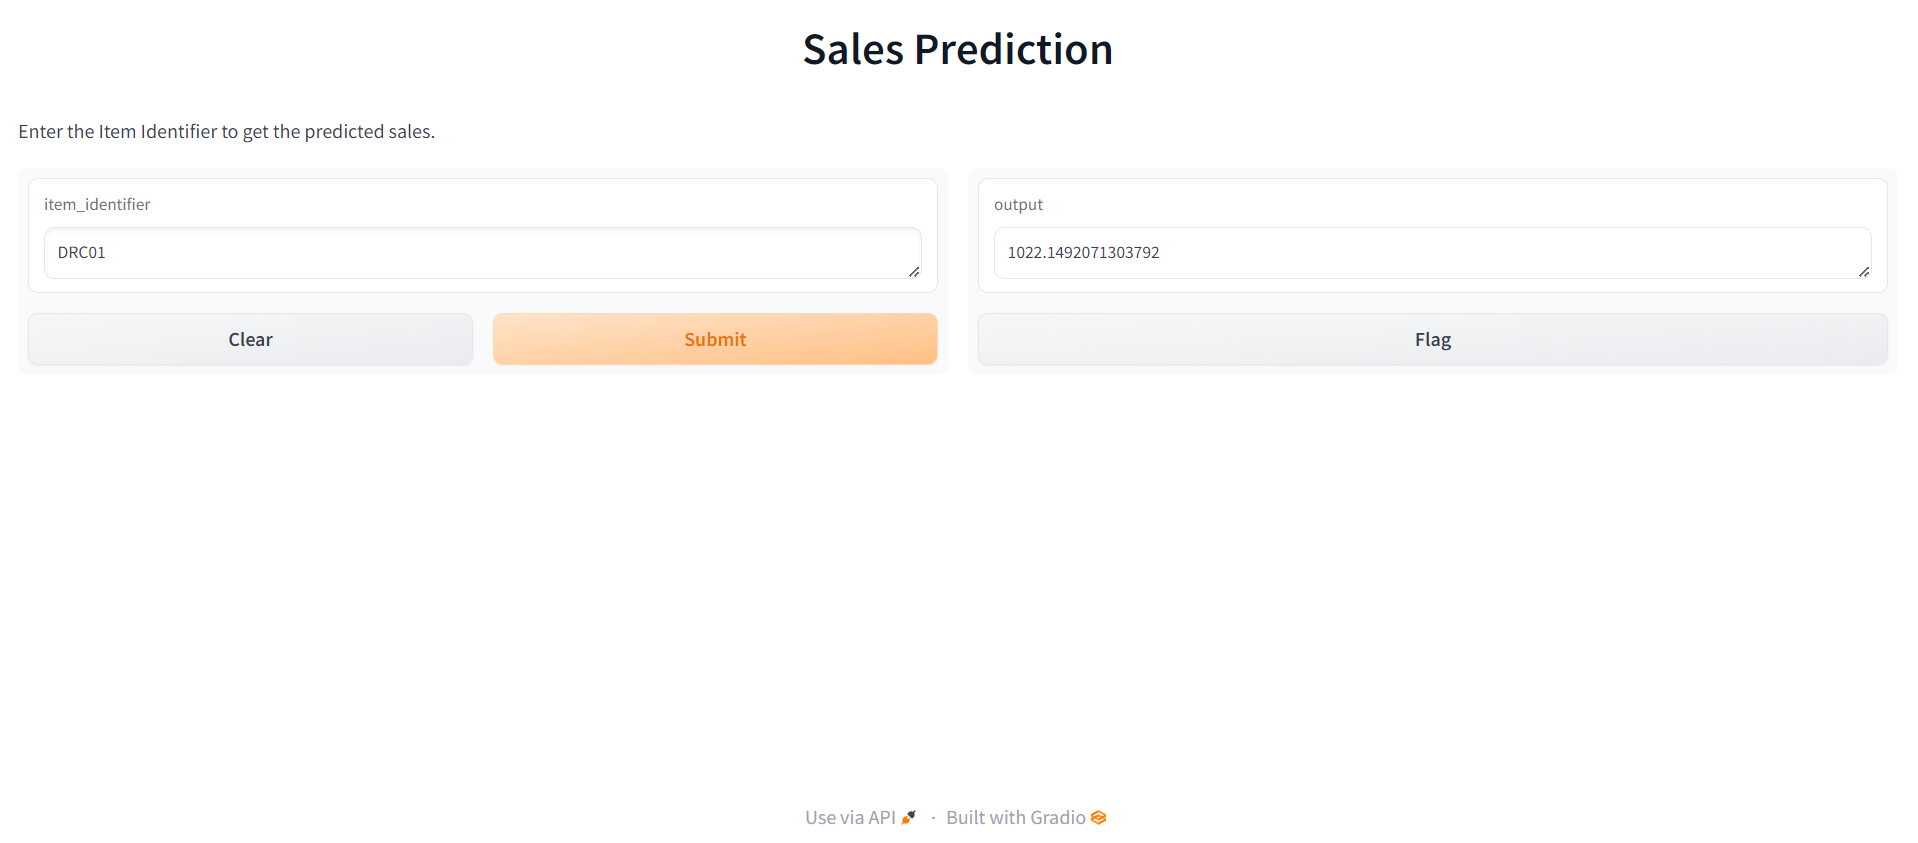 Sales Prediction
Enter the Item Identifier to get the predicted sales.
item_identifier
DRC01
Clear
Submit
output
1022.1492071303792
Flag
Use via API · Built with Gradio